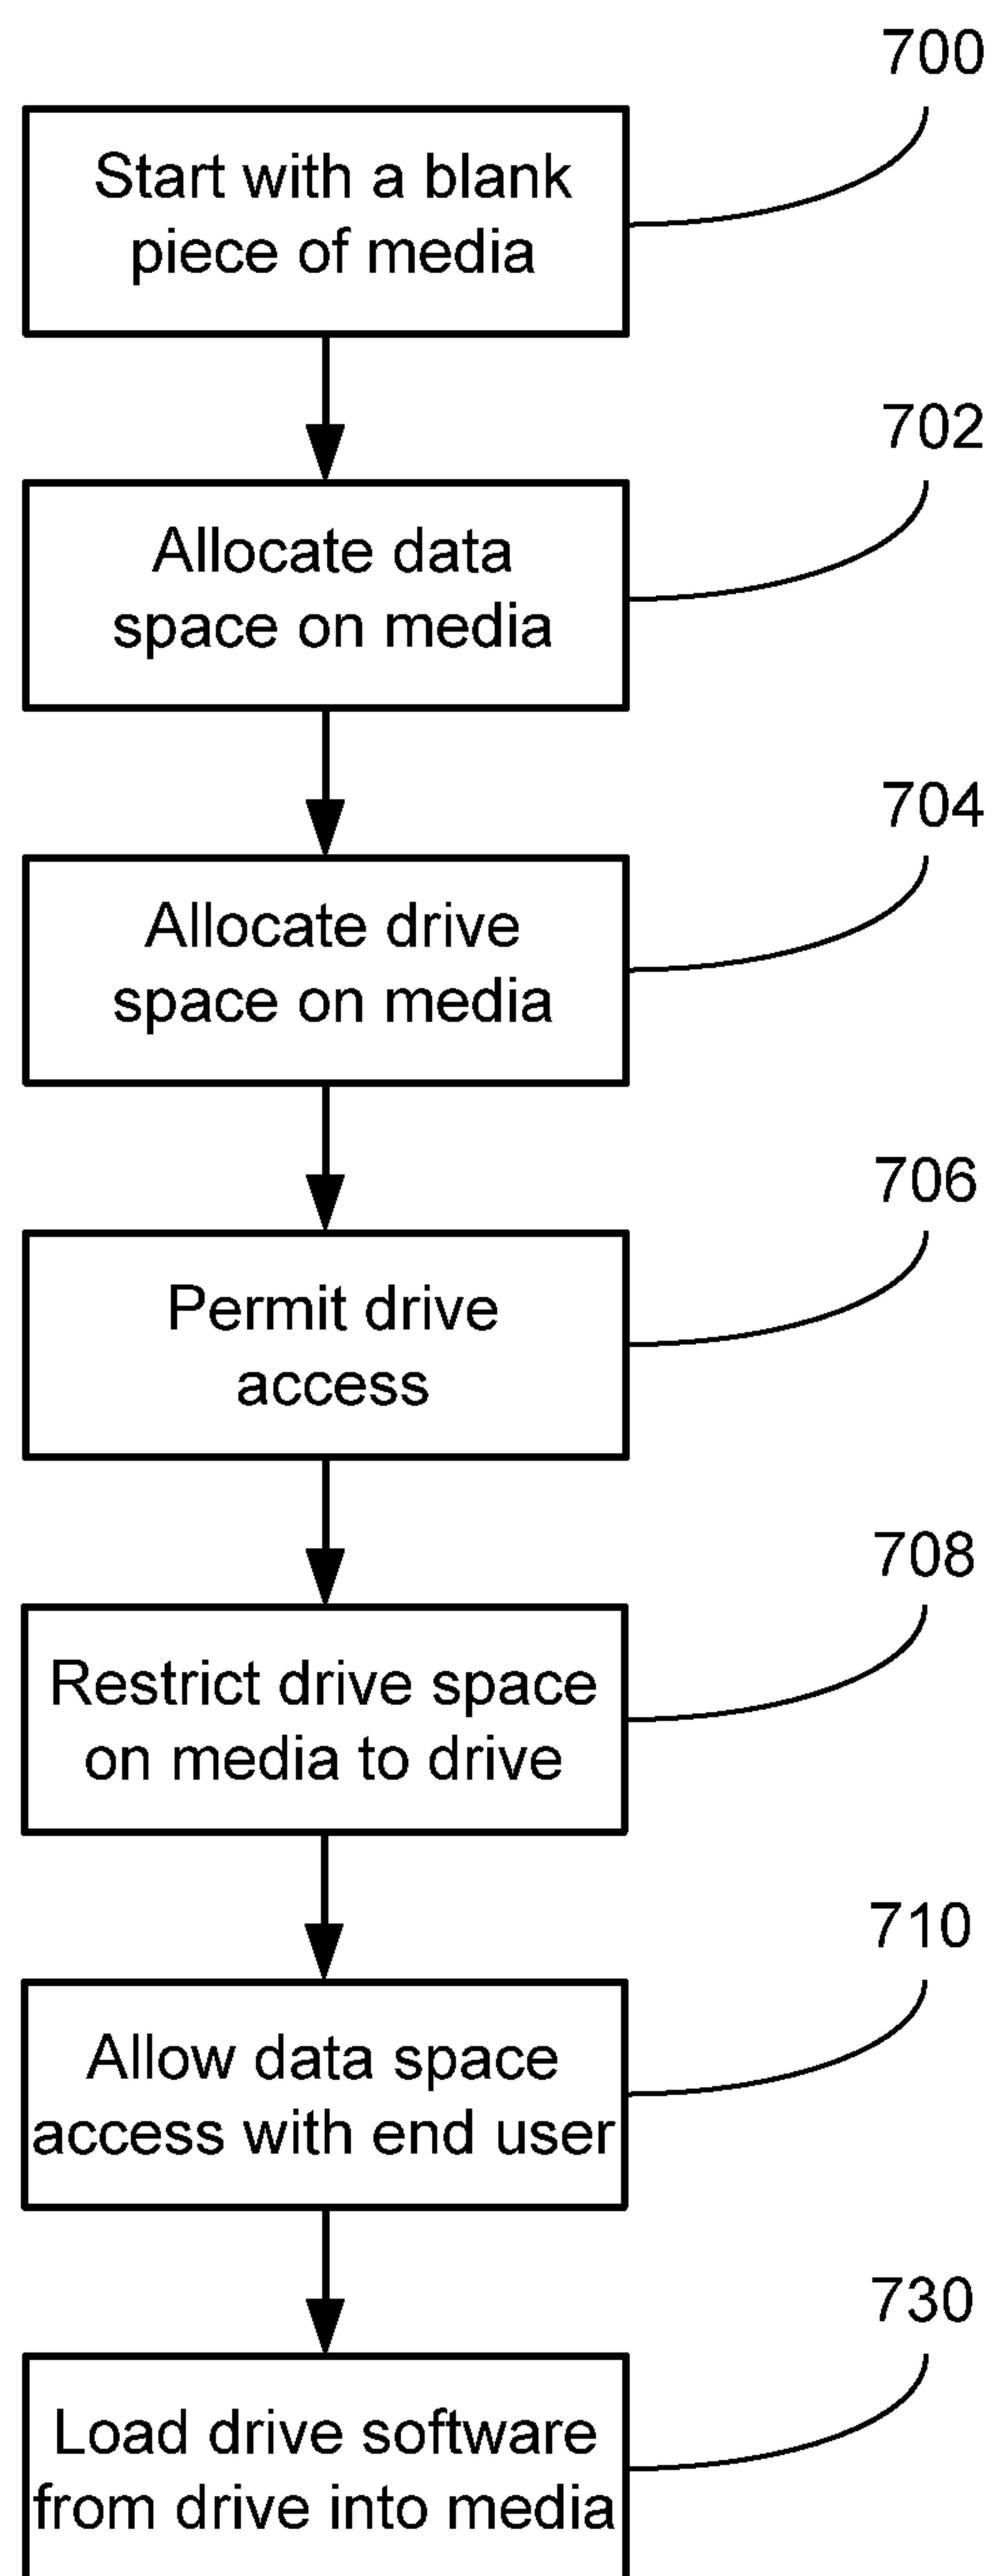 700
Start with a blank
piece of media
702
Allocate data
space on media
704
Allocate drive
space on media
706
Permit drive
access
708
Restrict drive space
on media to drive
710
Allow data space
access with end user
730
Load drive software
from drive into media